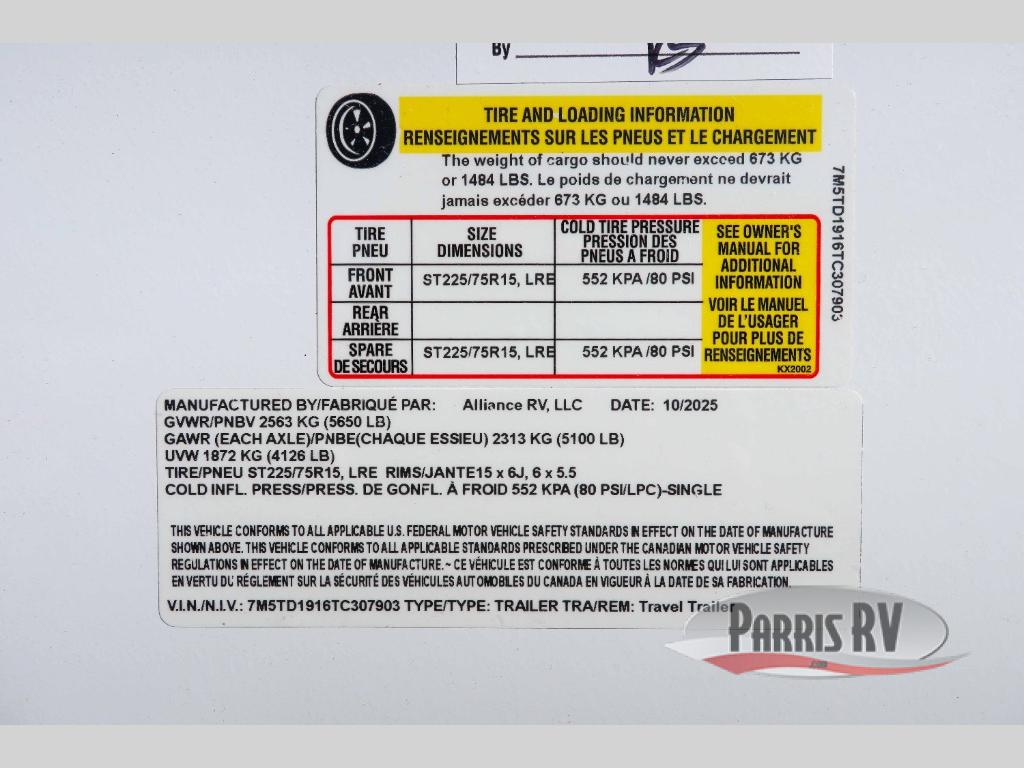 By
TIRE AND LOADING INFORMATION
RENSEIGNEMENTS SUR LES PNEUS ET LE CHARGEMENT
The weight of cargo should never exceed 673 KG
or 1484 LBS. Le poids de chargement ne devrait
jamais excéder 673 KG ou 1484 LBS.
TIRE PNEU
SIZE DIMENSIONS
COLD TIRE PRESSURE PRESSION DES PNEUS A FROID
SEE OWNER'S MANUAL FOR ADDITIONAL INFORMATION
FRONT AVANT
ST225/75R15, LRE
552 KPA /80 PSI
REAR ARRIÈRE
VOIR LE MANUEL DE L'USAGER POUR PLUS DE RENSEIGNEMENTS
SPARE DE SECOURS
ST225/75R15, LRE
552 KPA /80 PSI
KX2002
7M5TD1916TC307903
MANUFACTURED BY/FABRIQUÉ PAR: Alliance RV, LLC DATE: 10/2025
GVWR/PNBV 2563 KG (5650 LB)
GAWR (EACH AXLE)/PNBE(CHAQUE ESSIEU) 2313 KG (5100 LB)
UVW 1872 KG (4126 LB)
TIRE/PNEU ST225/75R15, LRE RIMS/JANTE15 x 6J, 6 x 5.5
COLD INFL. PRESS/PRESS. DE GONFL. À FROID 552 KPA (80 PSI/LPC)-SINGLE
THIS VEHICLE CONFORMS TO ALL APPLICABLE U.S. FEDERAL MOTOR VEHICLE SAFETY STANDARDS IN EFFECT ON THE DATE OF MANUFACTURE
SHOWN ABOVE. THIS VEHICLE CONFORMS TO ALL APPLICABLE STANDARDS PRESCRIBED UNDER THE CANADIAN MOTOR VEHICLE SAFETY
REGULATIONS IN EFFECT ON THE DATE OF MANUFACTURE. ~ CE VÉHICULE EST CONFORME À TOUTES LES NORMES QUI LUI SONT APPLICABLES
EN VERTU DU RÉGLEMENT SUR LA SÉCURITÉ DES VÉHICULES AUTOMOBILES DU CANADA EN VIGUEUR À LA DATE DE SA FABRICATION.
V.I.N./N.I.V.: 7M5TD1916TC307903 TYPE/TYPE: TRAILER TRA/REM: Travel Trailer
PARRIS RV
.com